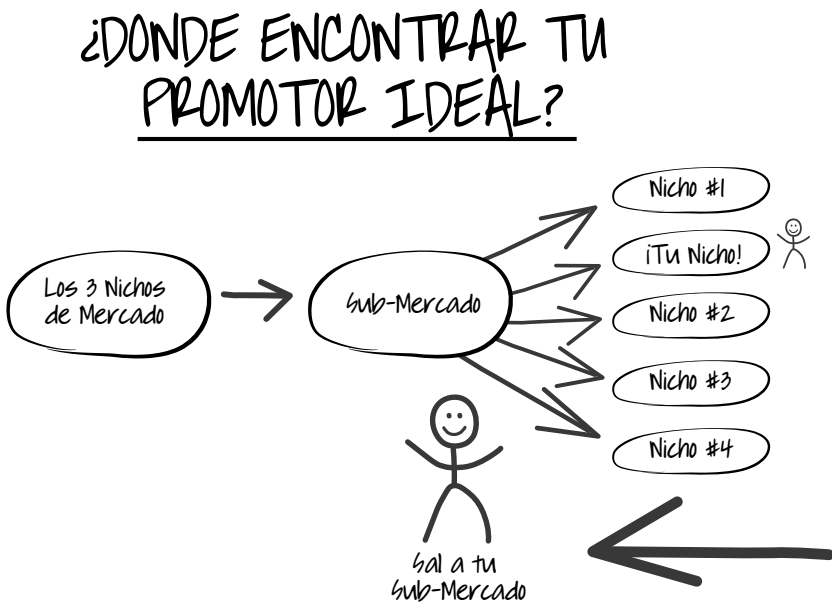 ¿DONDE ENCONTRAR TU
PROMOTOR IDEAL?
Los 3 Nichos
de Mercado
Sub-Mercado
Nicho #1
¡Tu Nicho!
Nicho #2
Nicho #3
Nicho #4
Sal a tu
Sub-Mercado